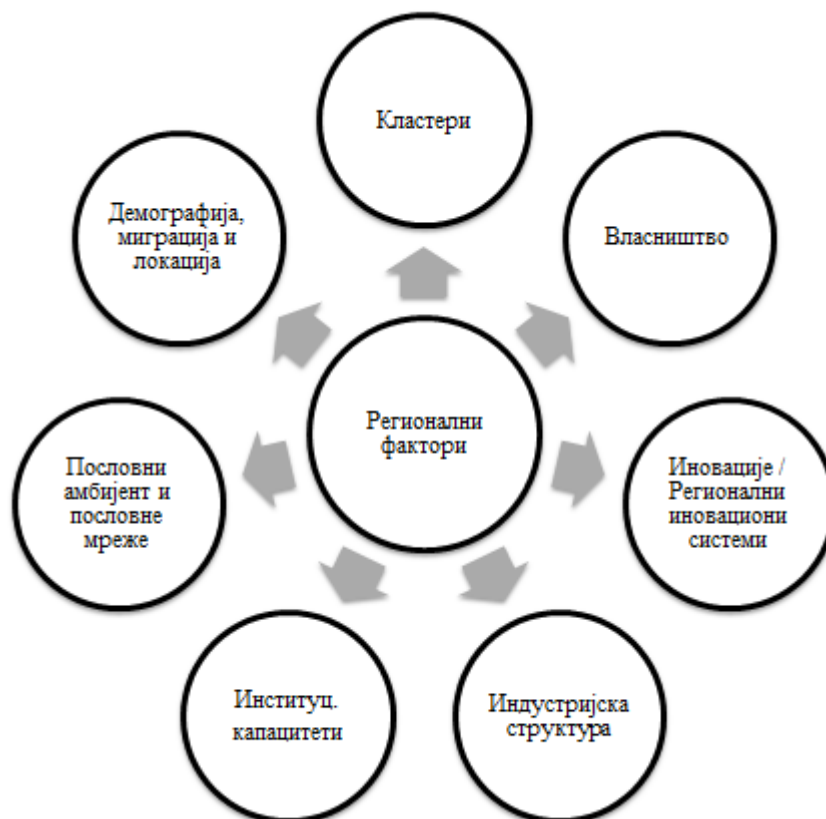 Кластери
Демографија,
миграција и
локација
Власништво
Регионални
фактори
Пословни
амбијент и
пословне
мреже
Иновације /
Регионални
иновациони
системи
Институц.
капацитети
Индустријска
структура